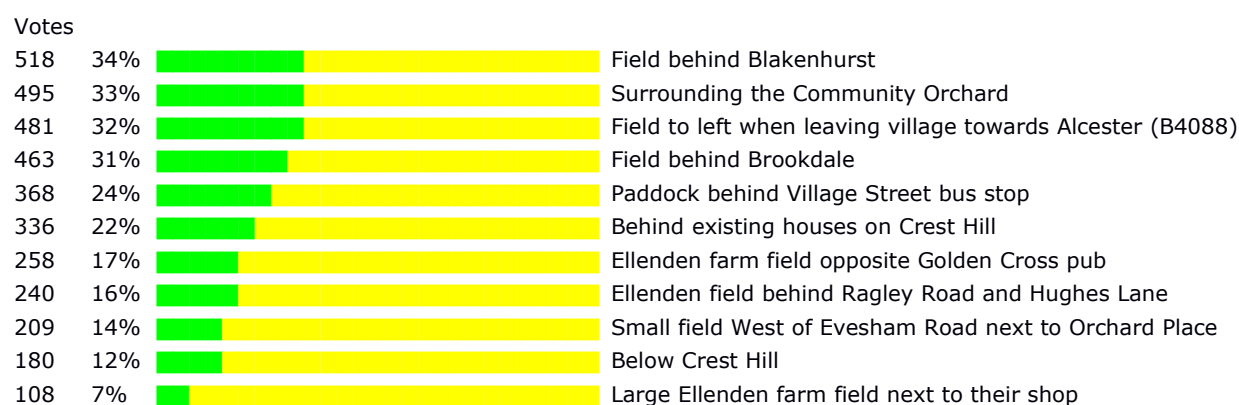 Votes
518 34% Field behind Blakenhurst
495 33% Surrounding the Community Orchard
481 32% Field to left when leaving village towards Alcester (B4088)
463 31% Field behind Brookdale
368 24% Paddock behind Village Street bus stop
336 22% Behind existing houses on Crest Hill
258 17% Ellenden farm field opposite Golden Cross pub
240 16% Ellenden field behind Ragley Road and Hughes Lane
209 14% Small field West of Evesham Road next to Orchard Place
180 12% Below Crest Hill
108 7% Large Ellenden farm field next to their shop